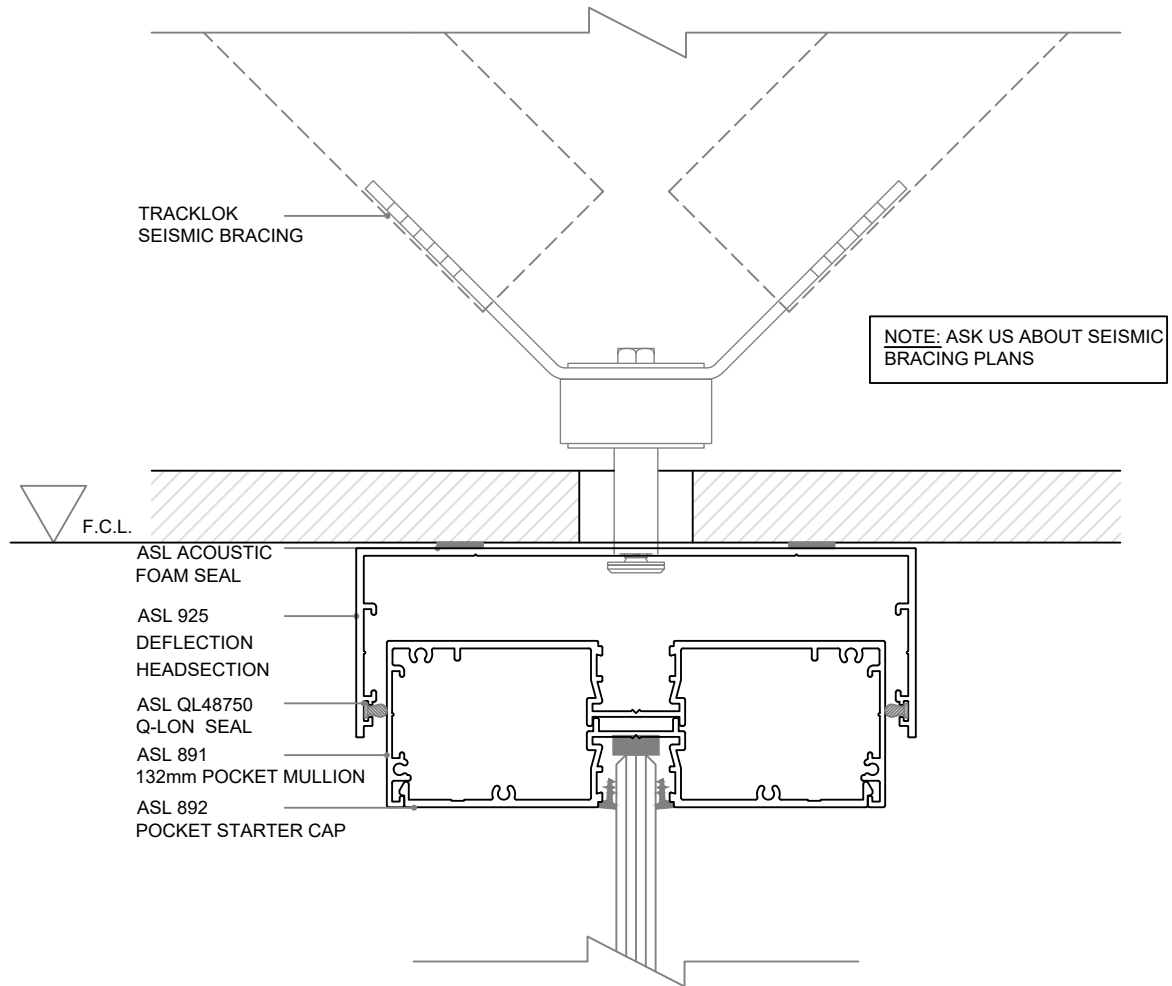 TRACKLOK
SEISMIC BRACING
NOTE: ASK US ABOUT SEISMIC
BRACING PLANS
F.C.L.
ASL ACOUSTIC
FOAM SEAL
ASL 925
DEFLECTION
HEADSECTION
ASL QL48750
Q-LON SEAL
ASL 891
132mm POCKET MULLION
ASL 892
POCKET STARTER CAP